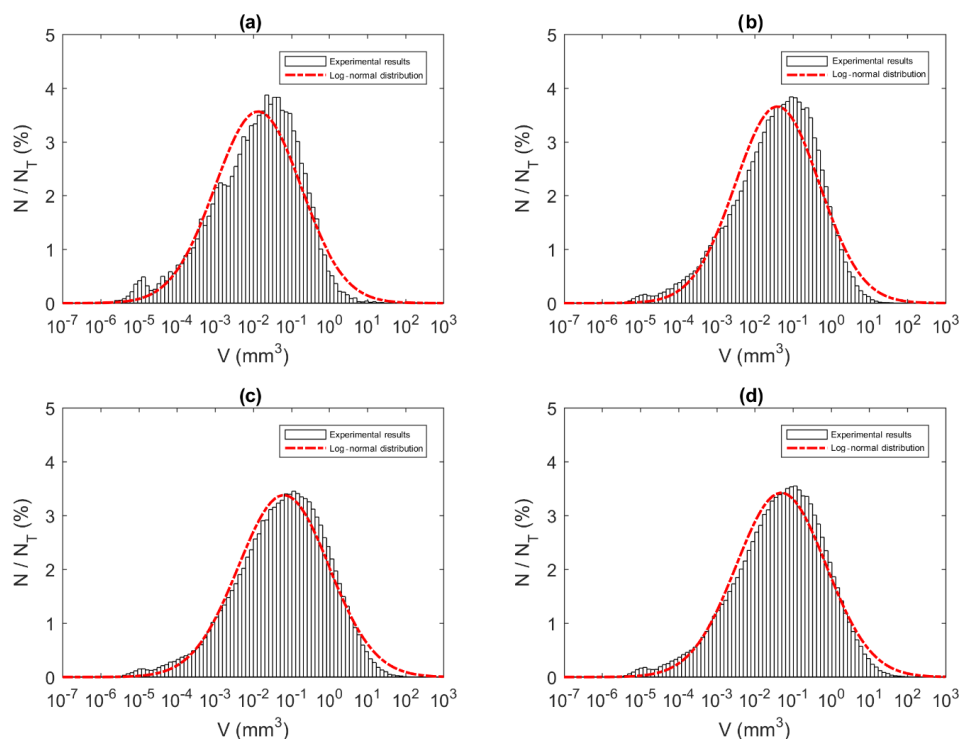 (a)
5
4
3
2
1
0
N / N_T (%)
Experimental results
Log-normal distribution
10^-7 10^-6 10^-5 10^-4 10^-3 10^-2 10^-1 10^0 10^1 10^2 10^3
V (mm^3)
(b)
5
4
3
2
1
0
N / N_T (%)
Experimental results
Log-normal distribution
10^-7 10^-6 10^-5 10^-4 10^-3 10^-2 10^-1 10^0 10^1 10^2 10^3
V (mm^3)
(c)
5
4
3
2
1
0
N / N_T (%)
Experimental results
Log-normal distribution
10^-7 10^-6 10^-5 10^-4 10^-3 10^-2 10^-1 10^0 10^1 10^2 10^3
V (mm^3)
(d)
5
4
3
2
1
0
N / N_T (%)
Experimental results
Log-normal distribution
10^-7 10^-6 10^-5 10^-4 10^-3 10^-2 10^-1 10^0 10^1 10^2 10^3
V (mm^3)